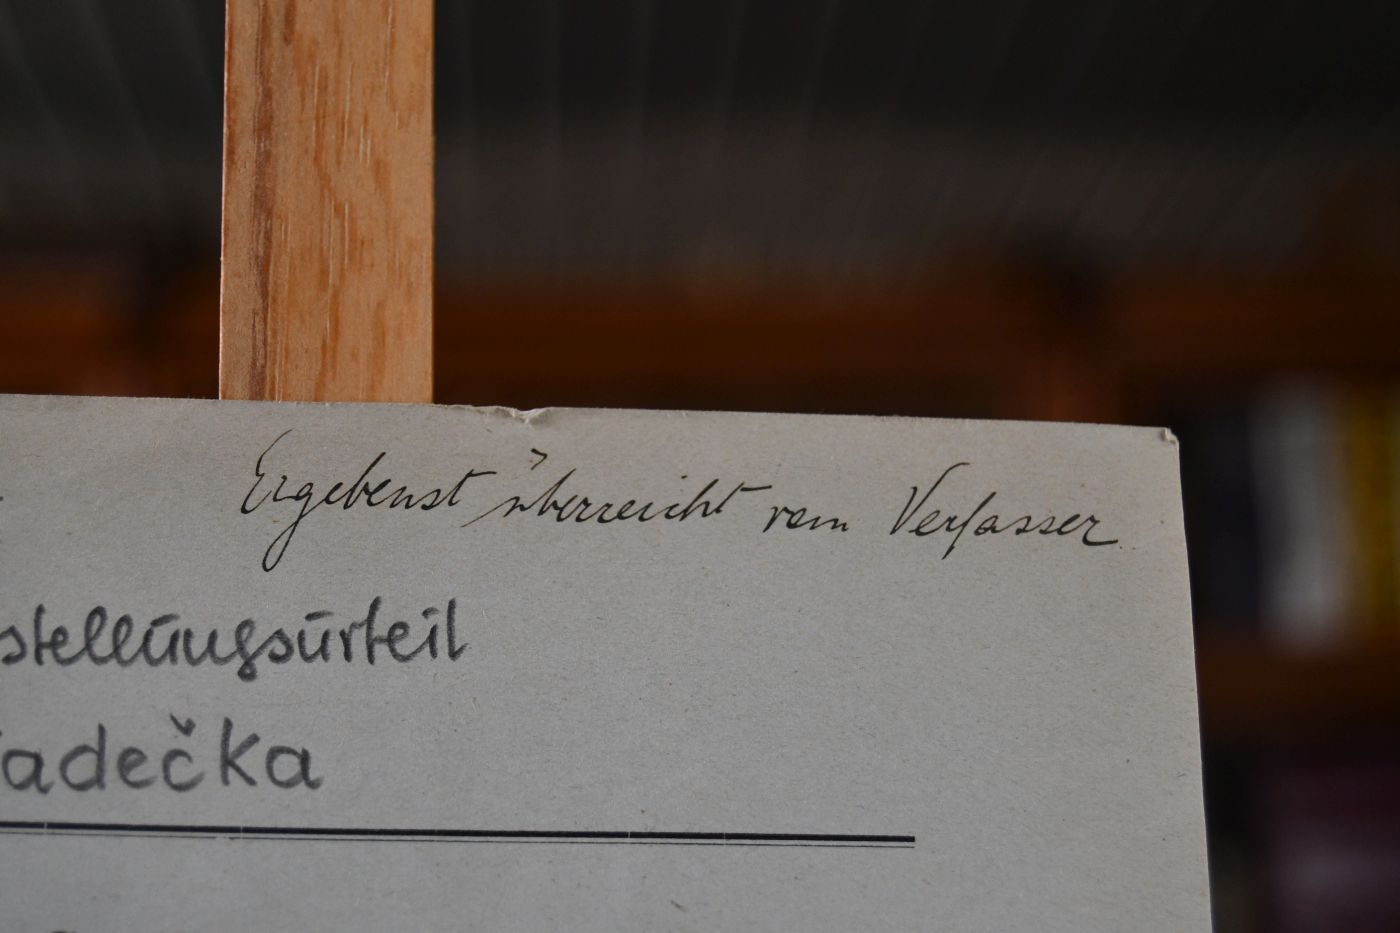 Ergebenst überreicht vom Verfasser
stellungsurteil
adečka